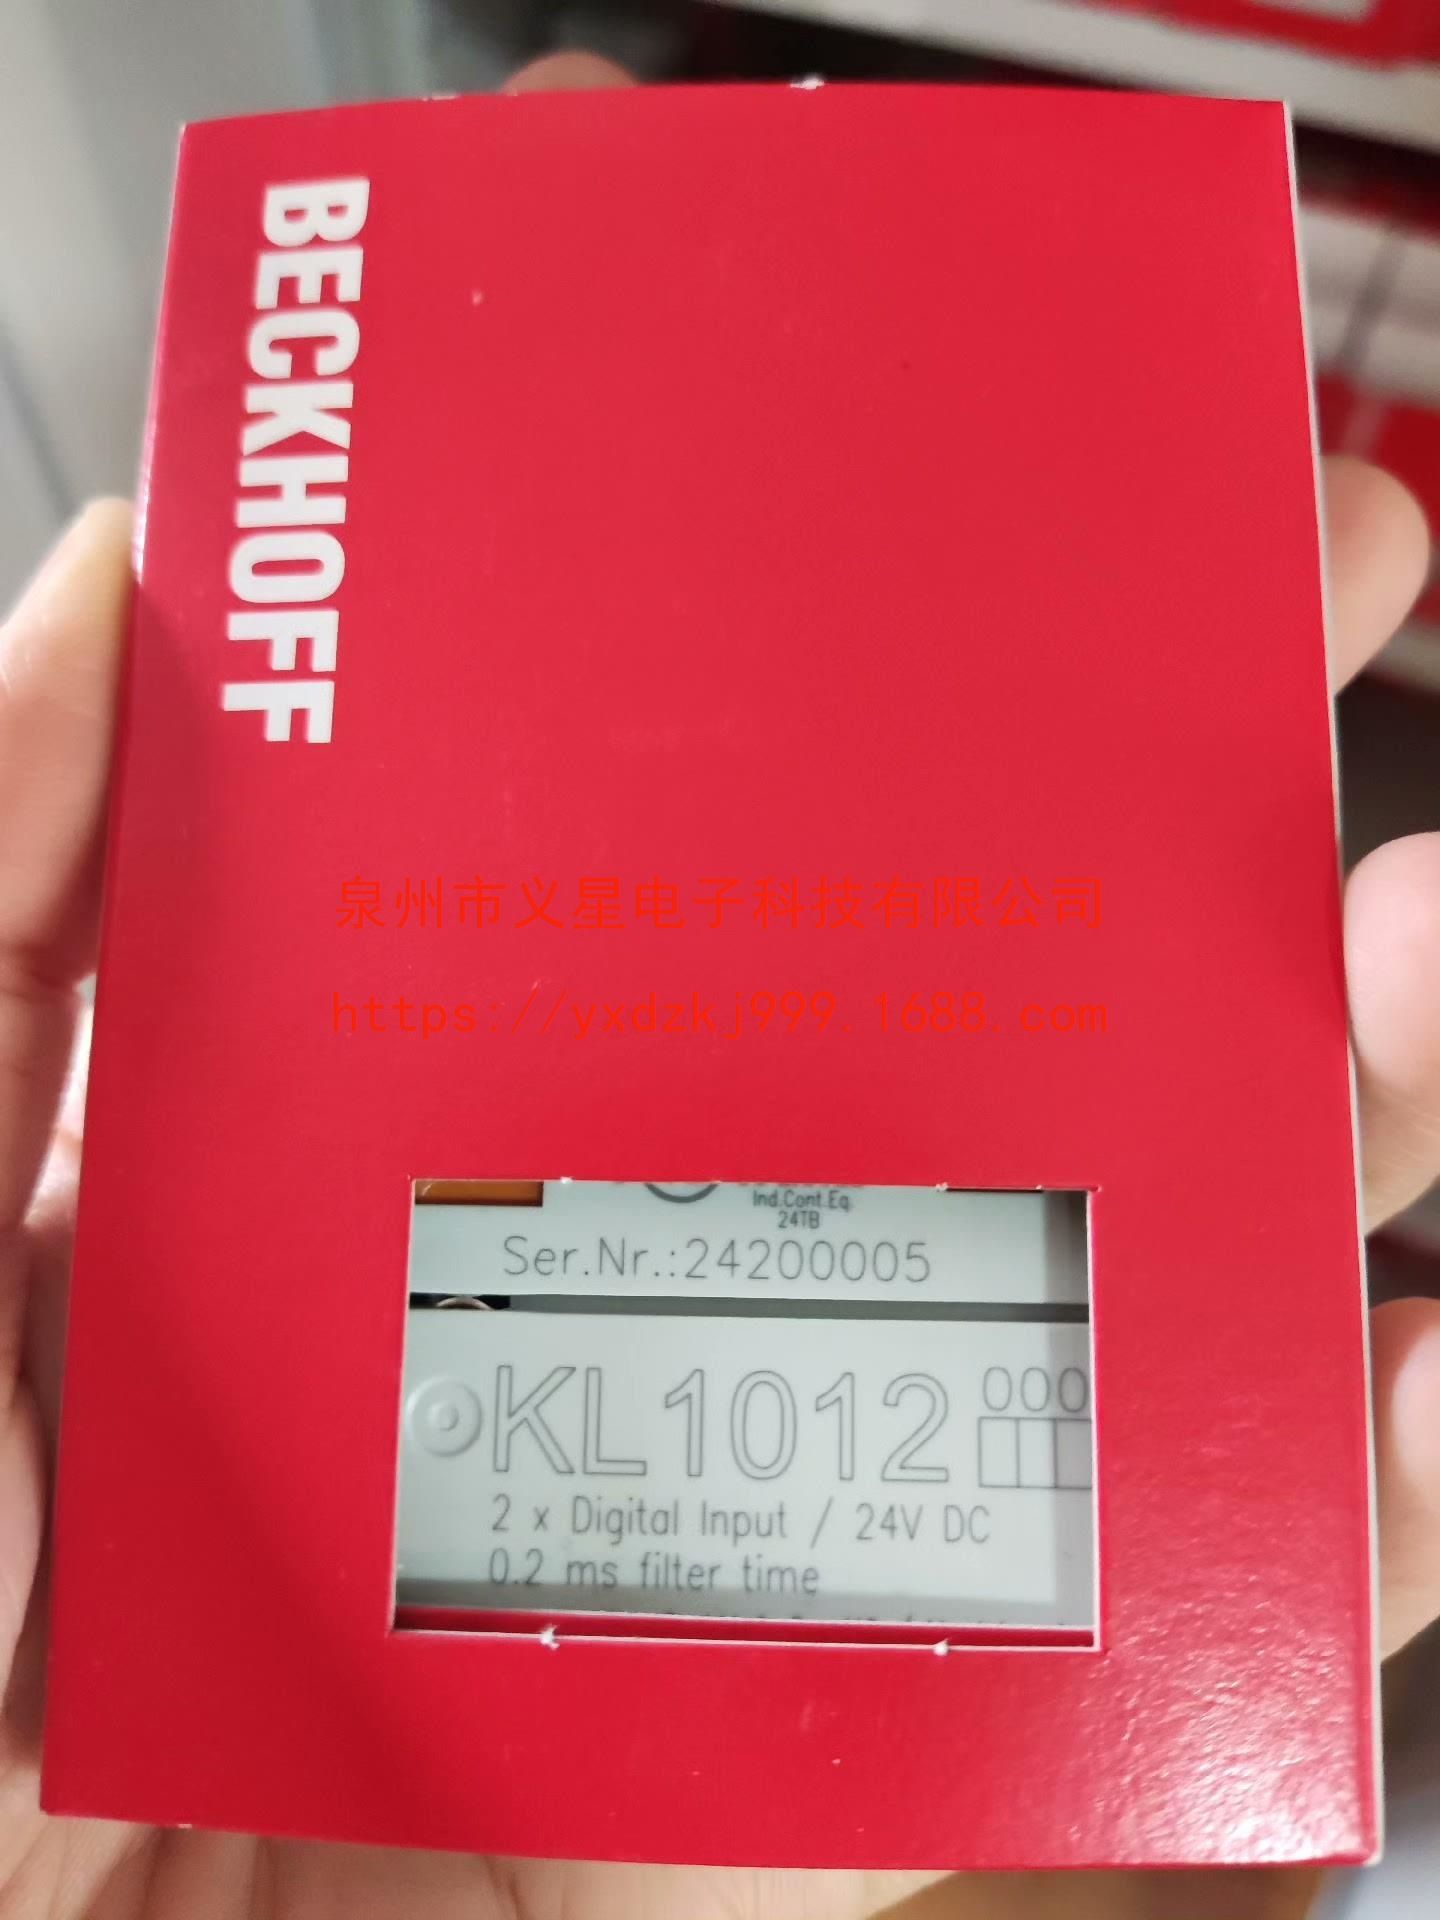 BECKHOFF
泉州市义星电子科技有限公司
https://yxdzkj999.1688.com
Ind.Cont.Eq.
24TB
Ser.Nr.:24200005
KL1012
000
2 x Digital Input / 24V DC
0.2 ms filter time